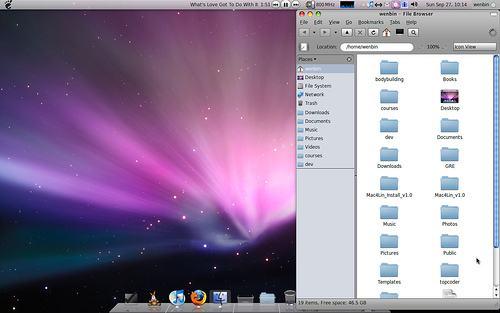 What's Love Got To Do With It 1:51
800 MHz
Sun Sep 27, 10:14
wenbin
wenbin - File Browser
File Edit View Go Bookmarks Tabs Help
Location: /home/wenbin 100% Icon View
Places
wenbin
Desktop
File System
Network
Trash
Downloads
Documents
Music
Pictures
Videos
courses
dev
bodybuilding Books
courses Desktop
dev Documents
Downloads GRE
Mac4Lin_Install_v1.0 Mac4Lin_v1.0
Music Photos
Pictures Public
Templates topcoder
19 items, Free space: 46.5 GB